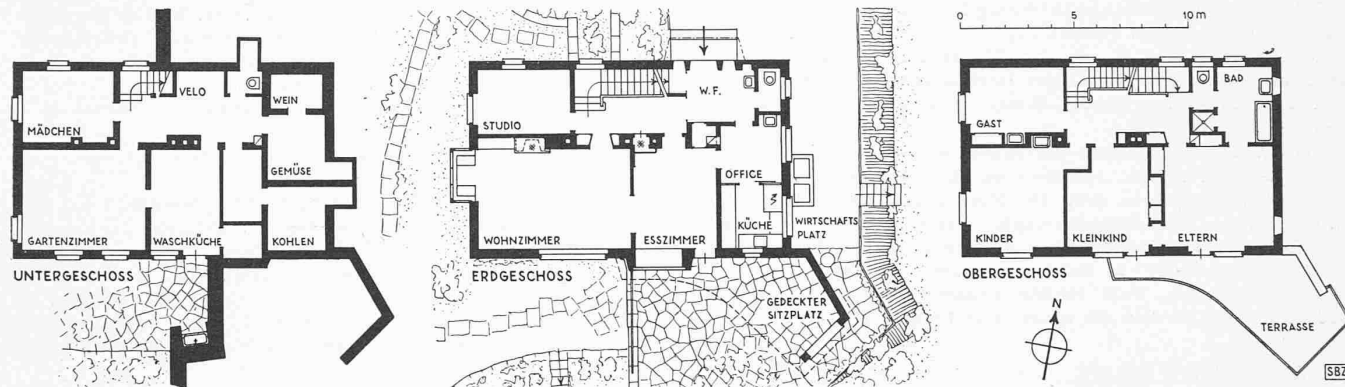 MÄDCHEN
VELO
WEIN
GEMÜSE
GARTENZIMMER
WASCHKÜCHE
KOHLEN
UNTERGESCHOSS
STUDIO
W.F.
OFFICE
KÜCHE
WIRTSCHAFTS
PLATZ
WOHNZIMMER
ESSZIMMER
ERDGESCHOSS
GEDECKTER
SITZPLATZ
0 5 10 m
GAST
BAD
KINDER
KLEINKIND
ELTERN
OBERGESCHOSS
N
TERRASSE
SBZ